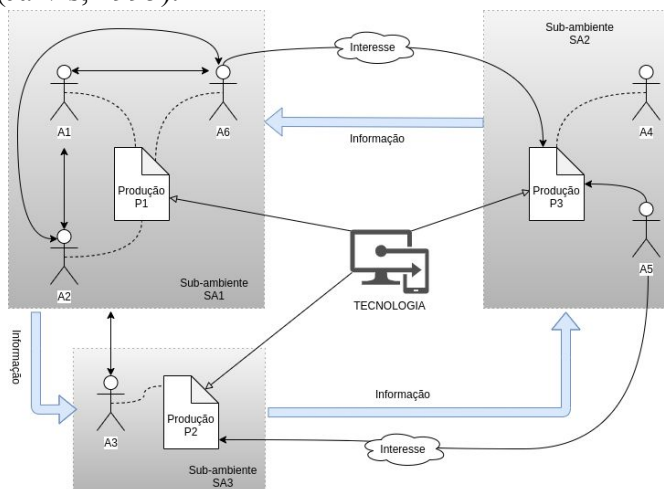 Interesse
Sub-ambiente
SA2
A1
A6
A4
Informação
Produção
P1
Produção
P3
A2
Sub-ambiente
SA1
TECNOLOGIA
A5
Informação
Informação
A3
Produção
P2
Interesse
Sub-ambiente
SA3